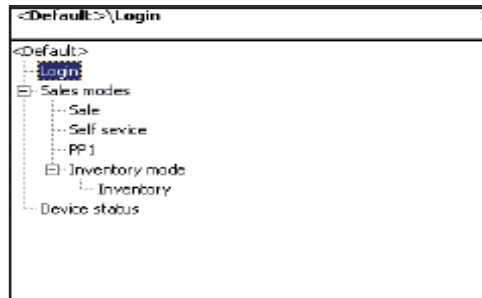 <Default>\Login
<Default>
Login
Sales modes
Sale
Self sevice
PP1
Inventory mode
Inventory
Device status